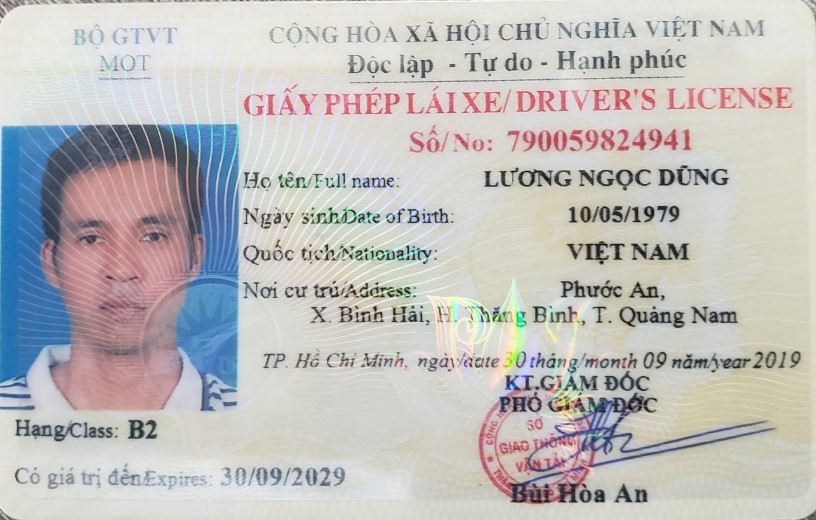 BỘ GTVT
MOT
CỘNG HÒA XÃ HỘI CHỦ NGHĨA VIỆT NAM
Độc lập - Tự do - Hạnh phúc
GIẤY PHÉP LÁI XE/ DRIVER'S LICENSE
Số/No: 790059824941
Họ tên/Full name: LƯƠNG NGỌC DŨNG
Ngày sinh/Date of Birth: 10/05/1979
Quốc tịch/Nationality: VIỆT NAM
Nơi cư trú/Address: Phước An,
X. Bình Hải, H. Thăng Bình, T. Quảng Nam
TP. Hồ Chí Minh, ngày/date 30 tháng/month 09 năm/year 2019
KT.GIÁM ĐỐC
PHÓ GIÁM ĐỐC
SỞ
GIAO THÔNG
VẬN TẢI
Bùi Hòa An
Hạng/Class: B2
Có giá trị đến/Expires: 30/09/2029